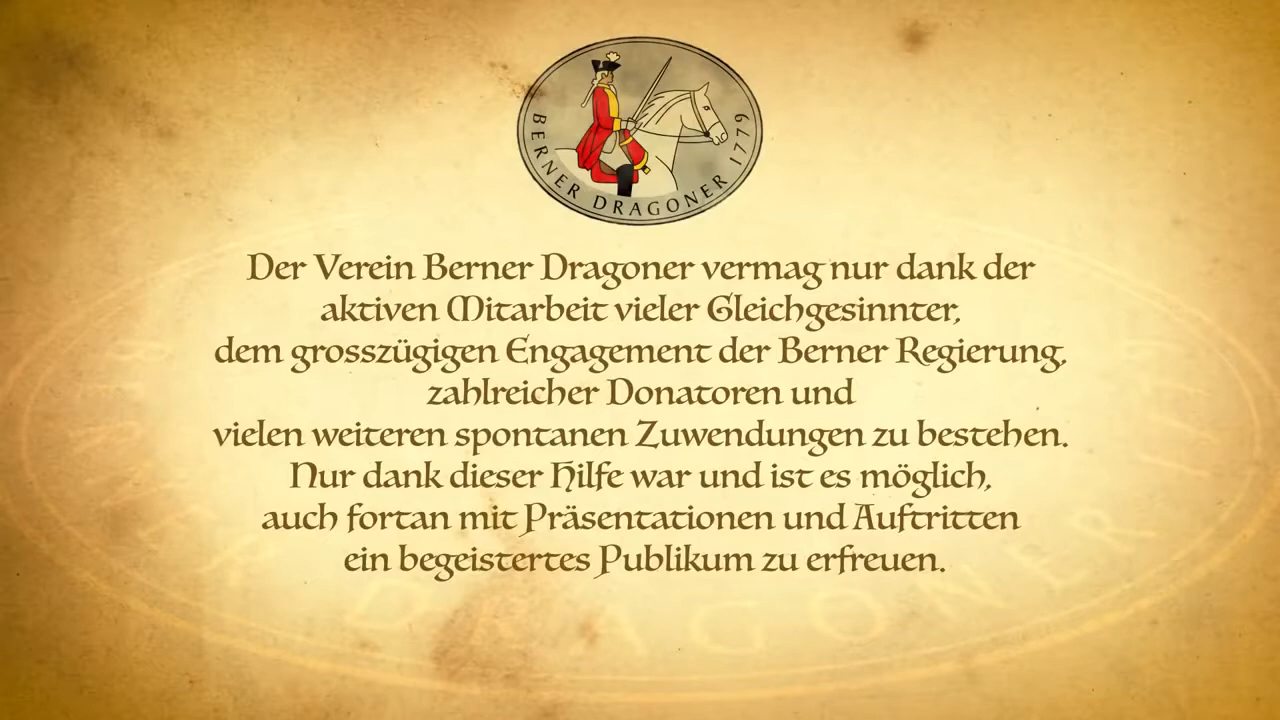 BERNER DRAGONER 1779
Der Verein Berner Dragoner vermag nur dank der
aktiven Mitarbeit vieler Gleichgesinnter,
dem grosszügigen Engagement der Berner Regierung,
zahlreicher Donatoren und
vielen weiteren spontanen Zuwendungen zu bestehen.
Nur dank dieser Hilfe war und ist es möglich,
auch fortan mit Präsentationen und Auftritten
ein begeistertes Publikum zu erfreuen.
DRAGONER